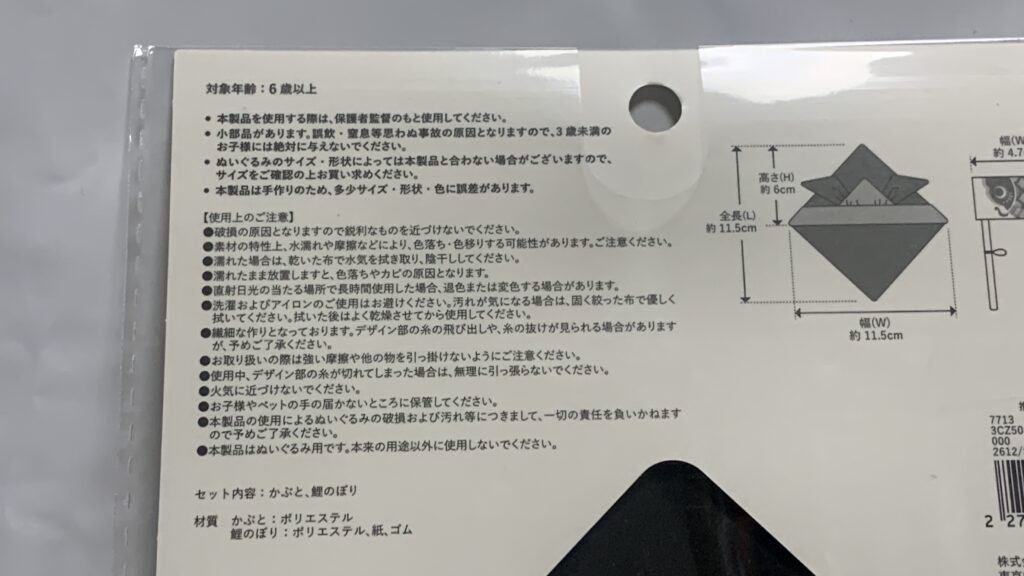 対象年齢：6歳以上
• 本製品を使用する際は、保護者監督のもと使用してください。
• 小部品があります。誤飲・窒息等思わぬ事故の原因となりますので、3歳未満の
お子様には絶対に与えないでください。
• ぬいぐるみのサイズ・形状によっては本製品と合わない場合がございますので、
サイズをご確認の上お買い求めください。
• 本製品は手作りのため、多少サイズ・形状・色に誤差があります。
【使用上のご注意】
●破損の原因となりますので鋭利なものを近づけないでください。
●素材の特性上、水濡れや摩擦などにより、色落ち・色移りする可能性があります。ご注意ください。
●濡れた場合は、乾いた布で水気を拭き取り、陰干ししてください。
●濡れたまま放置しますと、色落ちやカビの原因となります。
●直射日光の当たる場所で長時間使用した場合、退色または変色する場合があります。
●洗濯およびアイロンのご使用はお避けください。汚れが気になる場合は、固く絞った布で優しく
拭いてください。拭いた後はよく乾燥させてから使用してください。
●繊細な作りとなっております。デザイン部の糸の飛び出しや、糸の抜けが見られる場合があります
が、予めご了承ください。
●お取り扱いの際は強い摩擦や他の物を引っ掛けないようにご注意ください。
●使用中、デザイン部の糸が切れてしまった場合は、無理に引っ張らないでください。
●火気に近づけないでください。
●お子様やペットの手の届かないところに保管してください。
●本製品の使用によるぬいぐるみの破損および汚れ等につきまして、一切の責任を負いかねます
ので予めご了承ください。
●本製品はぬいぐるみ用です。本来の用途以外に使用しないでください。
セット内容：かぶと、鯉のぼり
材質 かぶと：ポリエステル
鯉のぼり：ポリエステル、紙、ゴム
高さ(H)
約6cm
全長(L)
約11.5cm
幅(W)
約11.5cm
幅(W
約4.7
7713
3CZ50
000
2612/
2 27
株式